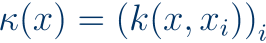 κ(x) = (k(x, x_i))_i